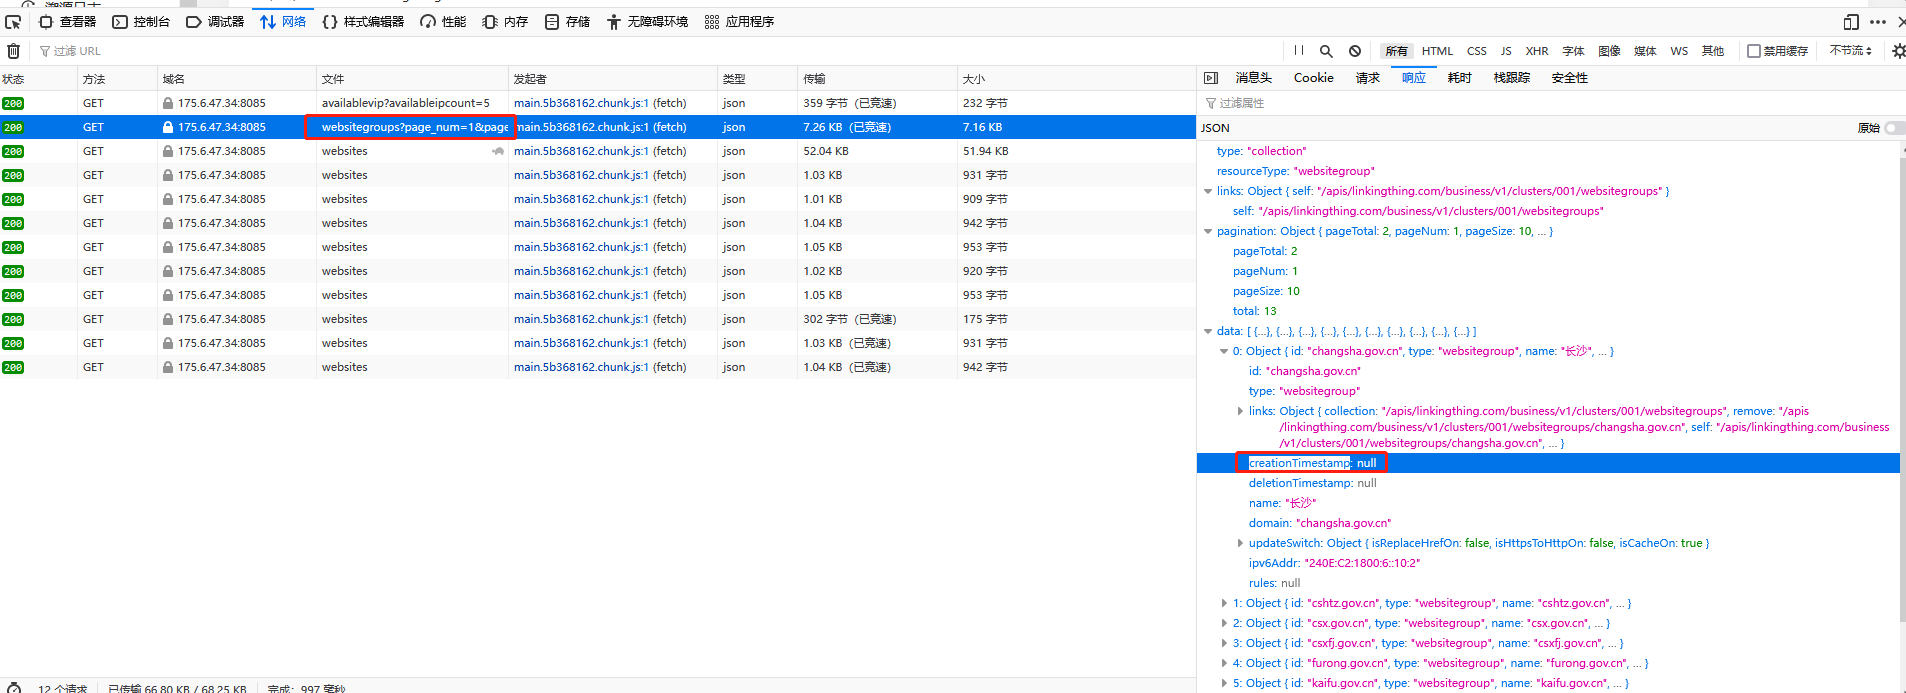 查看器 控制台 调试器 网络 样式编辑器 性能 内存 存储 无障碍环境 应用程序
过滤 URL 所有 HTML CSS JS XHR 字体 图像 媒体 WS 其他 禁用缓存 不节流
状态 方法 域名 文件 发起者 类型 传输 大小
200 GET 175.6.47.34:8085 availablevip?availableipcount=5 main.5b368162.chunk.js:1 (fetch) json 359 字节 (已竞速) 232 字节
200 GET 175.6.47.34:8085 websitegroups?page_num=1&page main.5b368162.chunk.js:1 (fetch) json 7.26 KB (已竞速) 7.16 KB
200 GET 175.6.47.34:8085 websites main.5b368162.chunk.js:1 (fetch) json 52.04 KB 51.94 KB
200 GET 175.6.47.34:8085 websites main.5b368162.chunk.js:1 (fetch) json 1.03 KB 931 字节
200 GET 175.6.47.34:8085 websites main.5b368162.chunk.js:1 (fetch) json 1.01 KB 909 字节
200 GET 175.6.47.34:8085 websites main.5b368162.chunk.js:1 (fetch) json 1.04 KB 942 字节
200 GET 175.6.47.34:8085 websites main.5b368162.chunk.js:1 (fetch) json 1.05 KB 953 字节
200 GET 175.6.47.34:8085 websites main.5b368162.chunk.js:1 (fetch) json 1.02 KB 920 字节
200 GET 175.6.47.34:8085 websites main.5b368162.chunk.js:1 (fetch) json 1.05 KB 953 字节
200 GET 175.6.47.34:8085 websites main.5b368162.chunk.js:1 (fetch) json 302 字节 (已竞速) 175 字节
200 GET 175.6.47.34:8085 websites main.5b368162.chunk.js:1 (fetch) json 1.03 KB (已竞速) 931 字节
200 GET 175.6.47.34:8085 websites main.5b368162.chunk.js:1 (fetch) json 1.04 KB (已竞速) 942 字节
12 个请求 已传输 66.80 KB / 68.25 KB 完成: 997 毫秒
消息头 Cookie 请求 响应 耗时 栈跟踪 安全性
过滤属性
JSON 原始
type: "collection"
resourceType: "websitegroup"
links: Object { self: "/apis/linkingthing.com/business/v1/clusters/001/websitegroups" }
self: "/apis/linkingthing.com/business/v1/clusters/001/websitegroups"
pagination: Object { pageTotal: 2, pageNum: 1, pageSize: 10, … }
pageTotal: 2
pageNum: 1
pageSize: 10
total: 13
data: [ {…}, {…}, {…}, {…}, {…}, {…}, {…}, {…}, {…}, {…} ]
0: Object { id: "changsha.gov.cn", type: "websitegroup", name: "长沙", … }
id: "changsha.gov.cn"
type: "websitegroup"
links: Object { collection: "/apis/linkingthing.com/business/v1/clusters/001/websitegroups", remove: "/apis
/linkingthing.com/business/v1/clusters/001/websitegroups/changsha.gov.cn", self: "/apis/linkingthing.com/business
/v1/clusters/001/websitegroups/changsha.gov.cn", … }
creationTimestamp: null
deletionTimestamp: null
name: "长沙"
domain: "changsha.gov.cn"
updateSwitch: Object { isReplaceHrefOn: false, isHttpsToHttpOn: false, isCacheOn: true }
ipv6Addr: "240E:C2:1800:6::10:2"
rules: null
1: Object { id: "cshtz.gov.cn", type: "websitegroup", name: "cshtz.gov.cn", … }
2: Object { id: "csx.gov.cn", type: "websitegroup", name: "csx.gov.cn", … }
3: Object { id: "csxfj.gov.cn", type: "websitegroup", name: "csxfj.gov.cn", … }
4: Object { id: "furong.gov.cn", type: "websitegroup", name: "furong.gov.cn", … }
5: Object { id: "kaifu.gov.cn", type: "websitegroup", name: "kaifu.gov.cn", … }